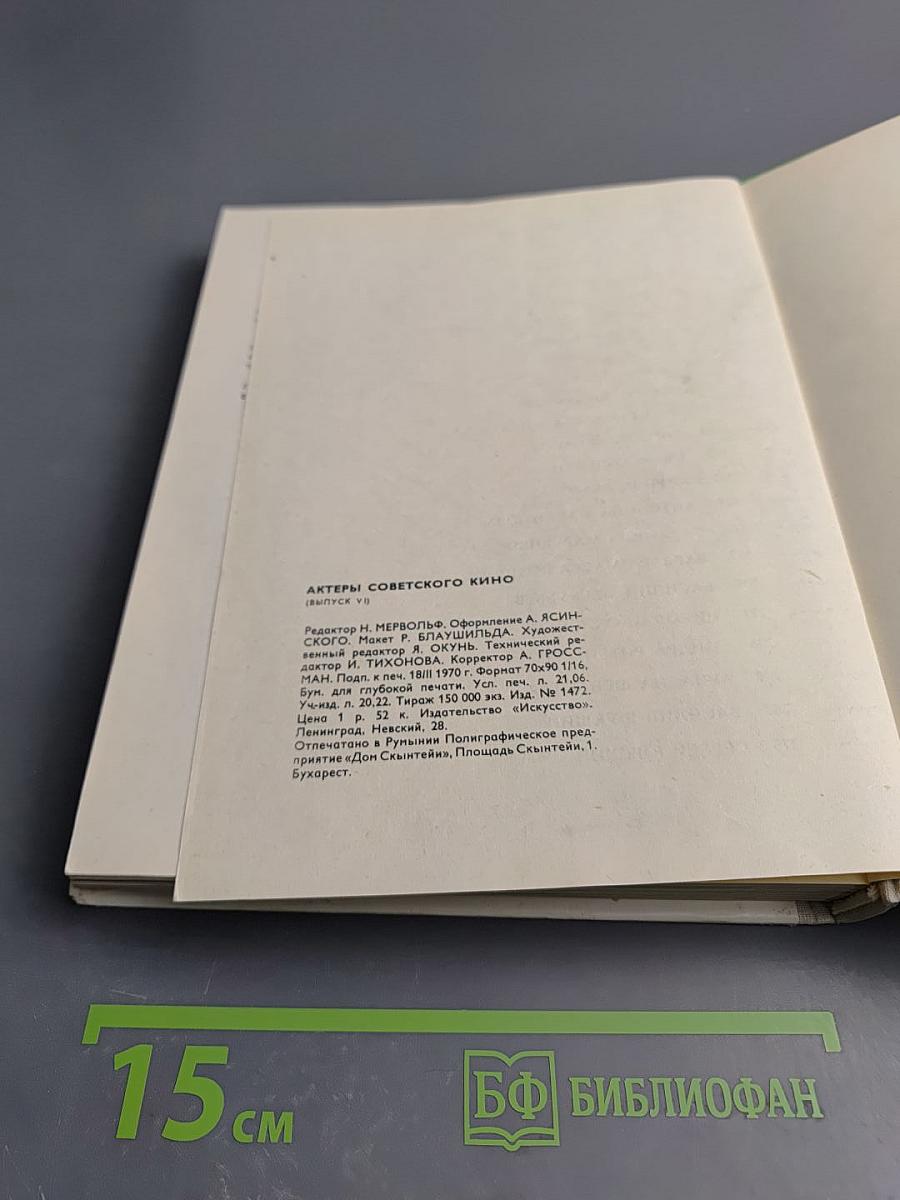 АКТЕРЫ СОВЕТСКОГО КИНО
(ВЫПУСК VI)
Редактор Н. МЕРВОЛЬФ. Оформление А. ЯСИН-
СКОГО. Макет Р. БЛАУШИЛЬДА. Художест-
венный редактор Я. ОКУНЬ. Технический ре-
дактор И. ТИХОНОВА. Корректор А. ГРОСС-
МАН. Подп. к печ. 18/II 1970 г. Формат 70х90 1/16,
Бум. для глубокой печати. Усл. печ. л. 21,06.
Уч-изд. л. 20,22. Тираж 150 000 экз. Изд. № 1472.
Цена 1 р. 52 к. Издательство «Искусство».
Ленинград, Невский, 28.
Отпечатано в Румынии Полиграфическое пред-
приятие «Дом Скынтейи», Площадь Скынтейи, 1.
Бухарест.
15 см
БФ БИБЛИОФАН